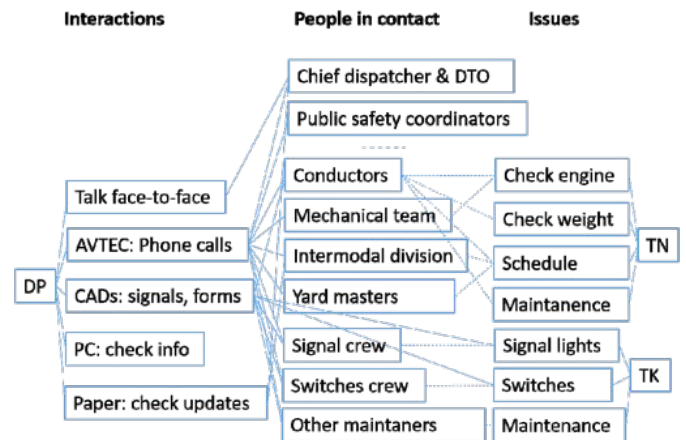 Interactions
People in contact
Issues
Chief dispatcher & DTO
Public safety coordinators
Conductors
Check engine
Talk face-to-face
Mechanical team
Check weight
AVTEC: Phone calls
Intermodal division
TN
Schedule
DP
CADs: signals, forms
Yard masters
Maintanence
PC: check info
Signal crew
Signal lights
TK
Switches crew
Switches
Paper: check updates
Other maintaners
Maintenance